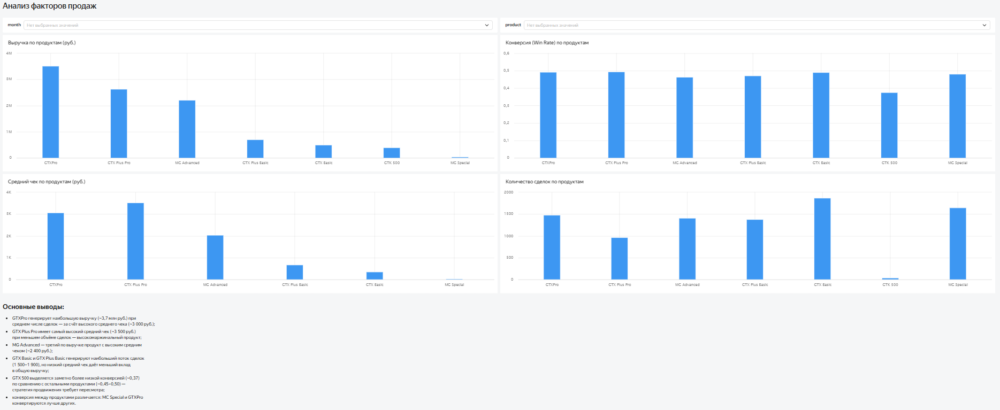 Анализ факторов продаж
month Нет выбранных значений
product Нет выбранных значений
Выручка по продуктам (руб.)
4M
3M
2M
1M
0
GTXPro GTX Plus Pro MG Advanced GTX Plus Basic GTX Basic GTK 500 MG Special
Конверсия (Win Rate) по продуктам
0,6
0,5
0,4
0,3
0,2
0,1
0
GTXPro GTX Plus Pro MG Advanced GTX Plus Basic GTX Basic GTK 500 MG Special
Средний чек по продуктам (руб.)
4K
3K
2K
1K
0
GTXPro GTX Plus Pro MG Advanced GTX Plus Basic GTX Basic MG Special
Количество сделок по продуктам
2000
1500
1000
500
0
GTXPro GTX Plus Pro MG Advanced GTX Plus Basic GTX Basic GTK 500 MG Special
Основные выводы:
• GTXPro генерирует наибольшую выручку (~3,7 млн руб.) при
среднем числе сделок — за счёт высокого среднего чека (~3 000 руб.);
• GTX Plus Pro имеет самый высокий средний чек (~3 500 руб.)
при меньшем объёме сделок — высокомаржинальный продукт;
• MG Advanced — третий по выручке продукт с высоким средним
чеком (~2 400 руб.);
• GTX Basic и GTX Plus Basic генерируют наибольший поток сделок
(1 500–1 900), но низкий средний чек даёт меньший вклад
в общую выручку;
• GTX 500 выделяется заметно более низкой конверсией (~0,37)
по сравнению с остальными продуктами (~0,45–0,50) —
стратегия продвижения требует пересмотра;
• конверсия между продуктами различается: MC Special и GTXPro
конвертируются лучше других.